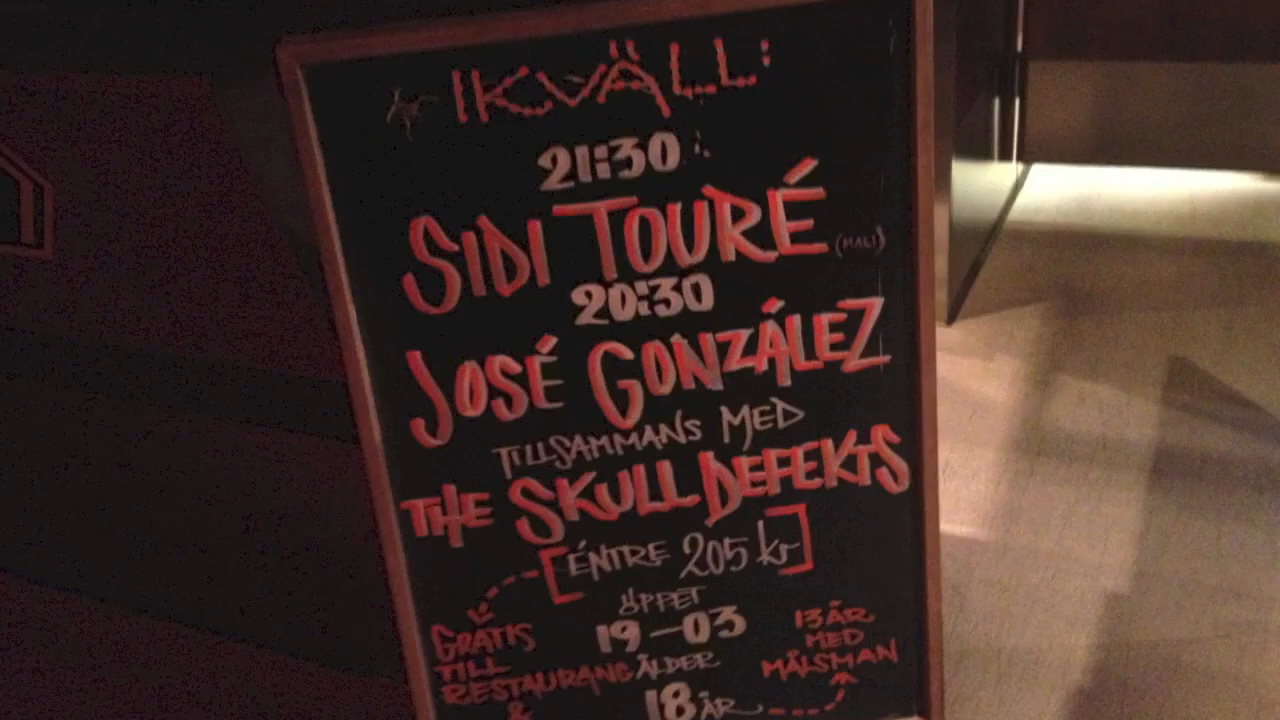 IKVÄLL:
21:30
SIDI TOURÉ (MALI)
20:30
JOSÉ GONZÁLEZ
TILLSAMMANS MED
THE SKULL DEFEKTS
[ÉNTRE 205 kr]
ÖPPET
19-03
GRATIS
TILL
RESTAURANG
&
ÅLDER
18 ÅR
13 ÅR
MED
MÅLSMAN